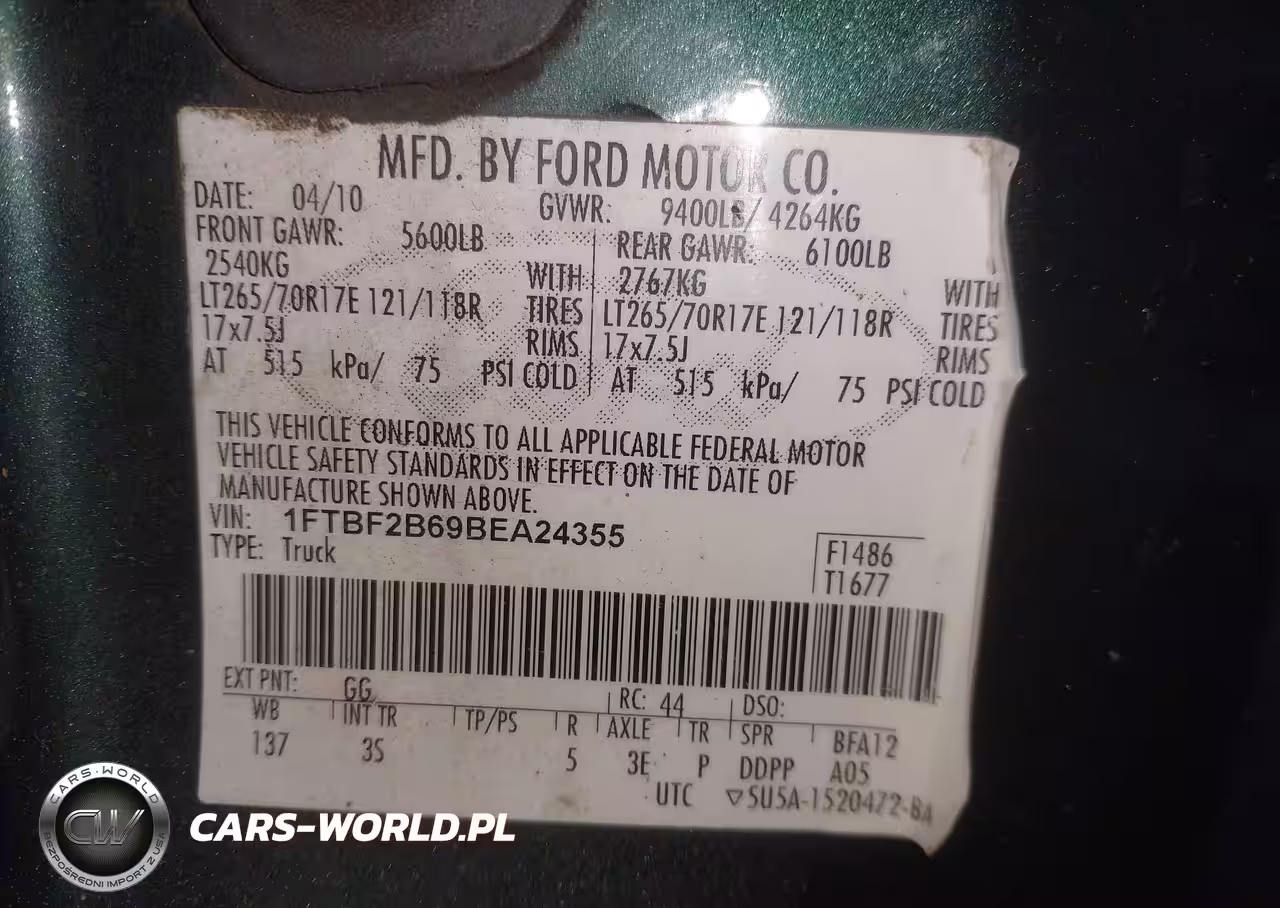 MFD. BY FORD MOTOR CO.
DATE: 04/10 GVWR: 9400LB/ 4264KG
FRONT GAWR: 5600LB REAR GAWR: 6100LB
2540KG WITH 2767KG WITH
LT265/70R17E 121/118R TIRES LT265/70R17E 121/118R TIRES
17x7.5J RIMS 17x7.5J RIMS
AT 515 kPa/ 75 PSI COLD AT 515 kPa/ 75 PSI COLD
THIS VEHICLE CONFORMS TO ALL APPLICABLE FEDERAL MOTOR
VEHICLE SAFETY STANDARDS IN EFFECT ON THE DATE OF
MANUFACTURE SHOWN ABOVE.
VIN: 1FTBF2B69BEA24355
TYPE: Truck
F1486
T1677
EXT PNT: GG RC: 44 DSO:
WB INT TR TP/PS R AXLE TR SPR BFA12
137 3S 5 3E P DDPP A05
UTC ▽5U5A-1520472-BA
CARS-WORLD
CW
BEZPOŚREDNI IMPORT Z USA
CARS-WORLD.PL